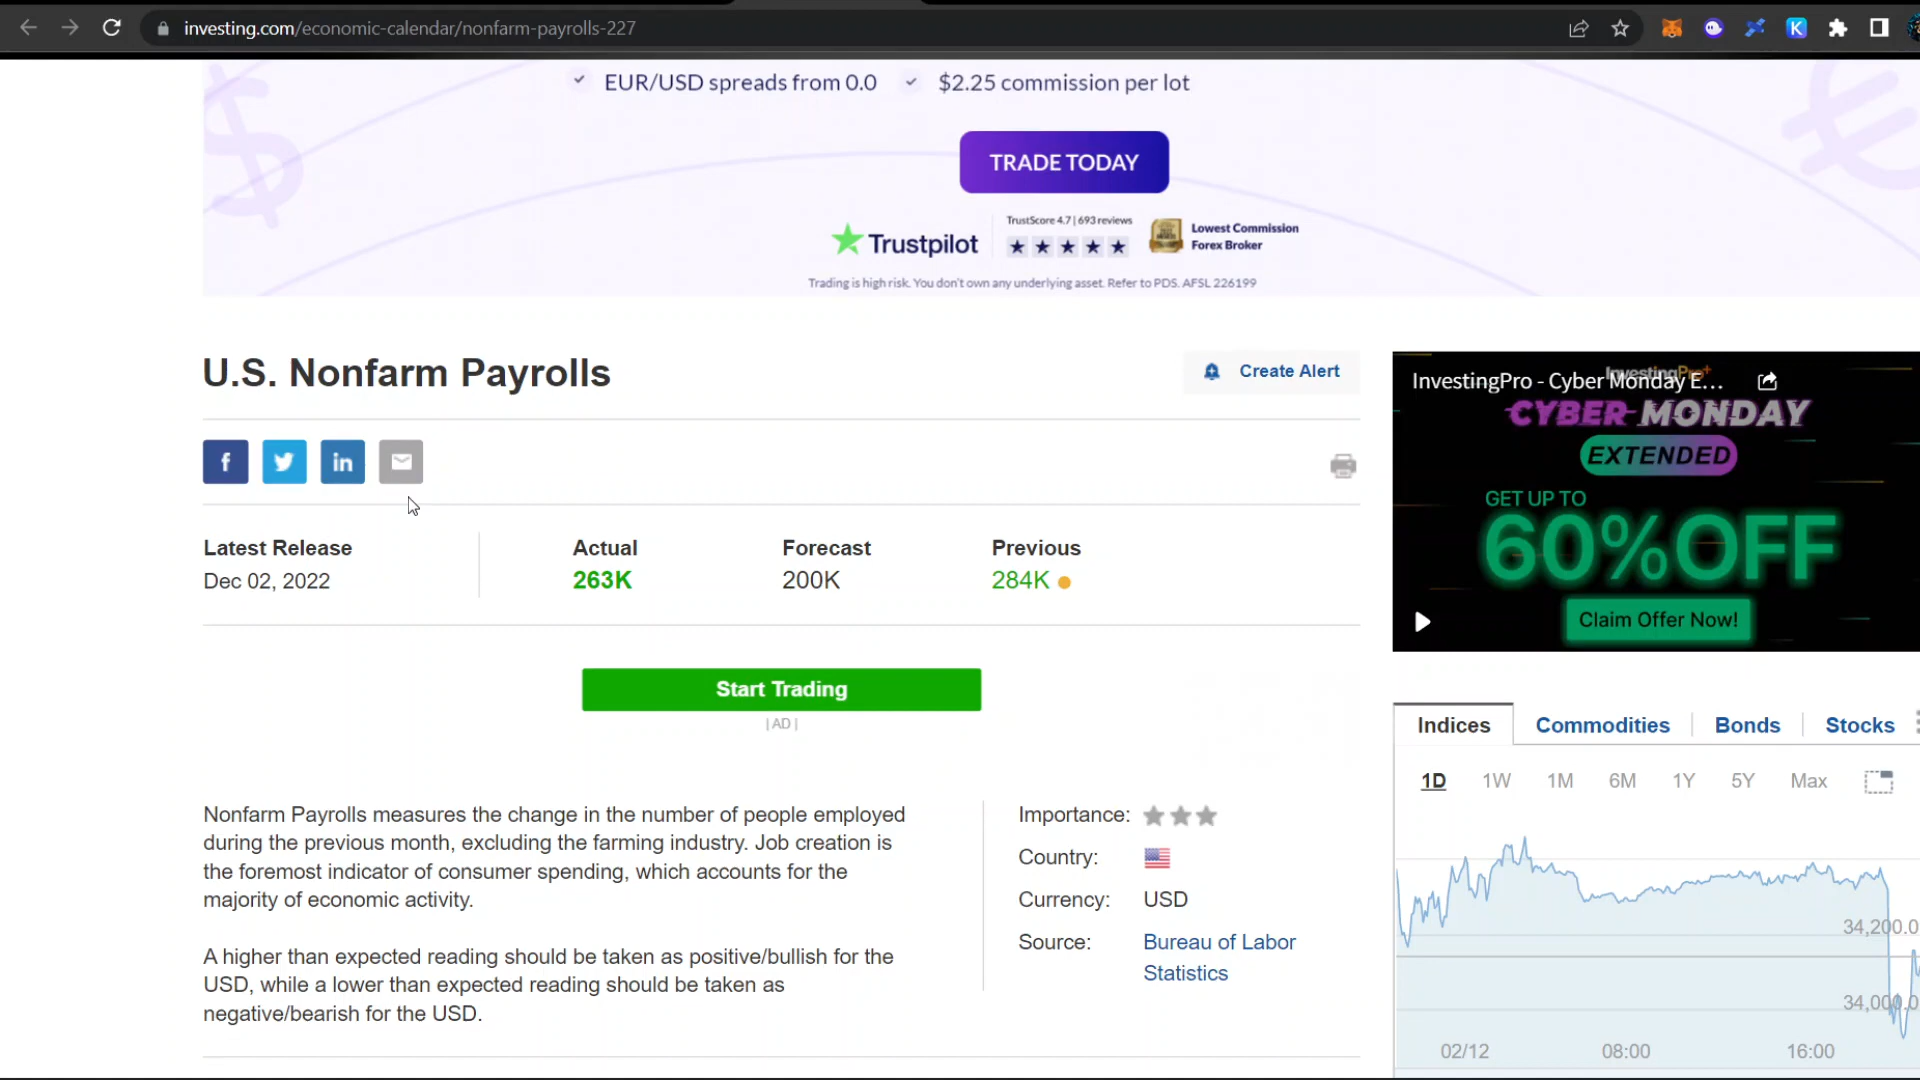 investing.com/economic-calendar/nonfarm-payrolls-227
EUR/USD spreads from 0.0 $2.25 commission per lot
TRADE TODAY
Trustpilot
TrustScore 4.7 | 693 reviews
Lowest Commission
Forex Broker
Trading is high risk. You don't own any underlying asset. Refer to PDS. AFSL 226199
U.S. Nonfarm Payrolls
Create Alert
InvestingPro - Cyber Monday E...
InvestingPro+
CYBER MONDAY
EXTENDED
GET UP TO
60% OFF
Claim Offer Now!
Latest Release
Dec 02, 2022
Actual
263K
Forecast
200K
Previous
284K
Start Trading
| AD |
Nonfarm Payrolls measures the change in the number of people employed
during the previous month, excluding the farming industry. Job creation is
the foremost indicator of consumer spending, which accounts for the
majority of economic activity.
A higher than expected reading should be taken as positive/bullish for the
USD, while a lower than expected reading should be taken as
negative/bearish for the USD.
Importance:
Country:
Currency: USD
Source: Bureau of Labor
Statistics
Indices Commodities Bonds Stocks
1D 1W 1M 6M 1Y 5Y Max
34,200.0
34,000.0
02/12 08:00 16:00